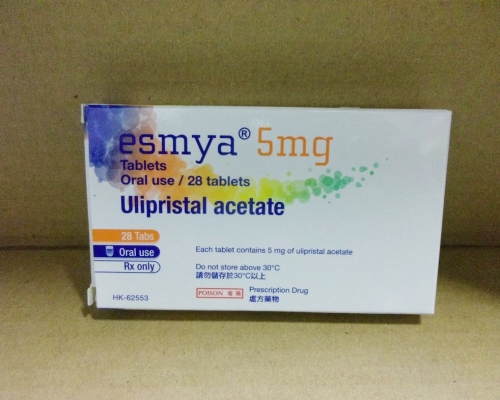 esmya® 5mg
Tablets
Oral use / 28 tablets
Ulipristal acetate
28 Tabs
Oral use
Rx only
Each tablet contains 5 mg of ulipristal acetate
Do not store above 30°C
請勿儲存於30°C以上
POISON 毒藥
Prescription Drug
處方藥物
HK-62553